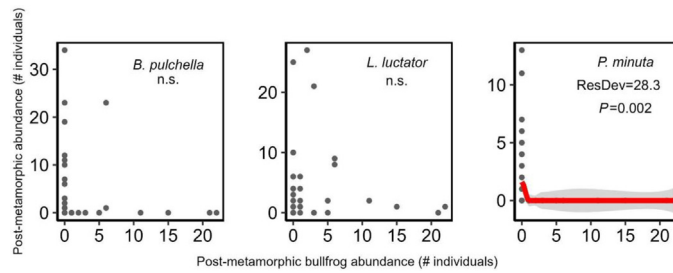 Post-metamorphic abundance (# individuals)
B. pulchella
n.s.
30
20
10
0
0 5 10 15 20
L. luctator
n.s.
20
10
0
0 5 10 15 20
P. minuta
ResDev=28.3
P=0.002
10
5
0
0 5 10 15 20
Post-metamorphic bullfrog abundance (# individuals)